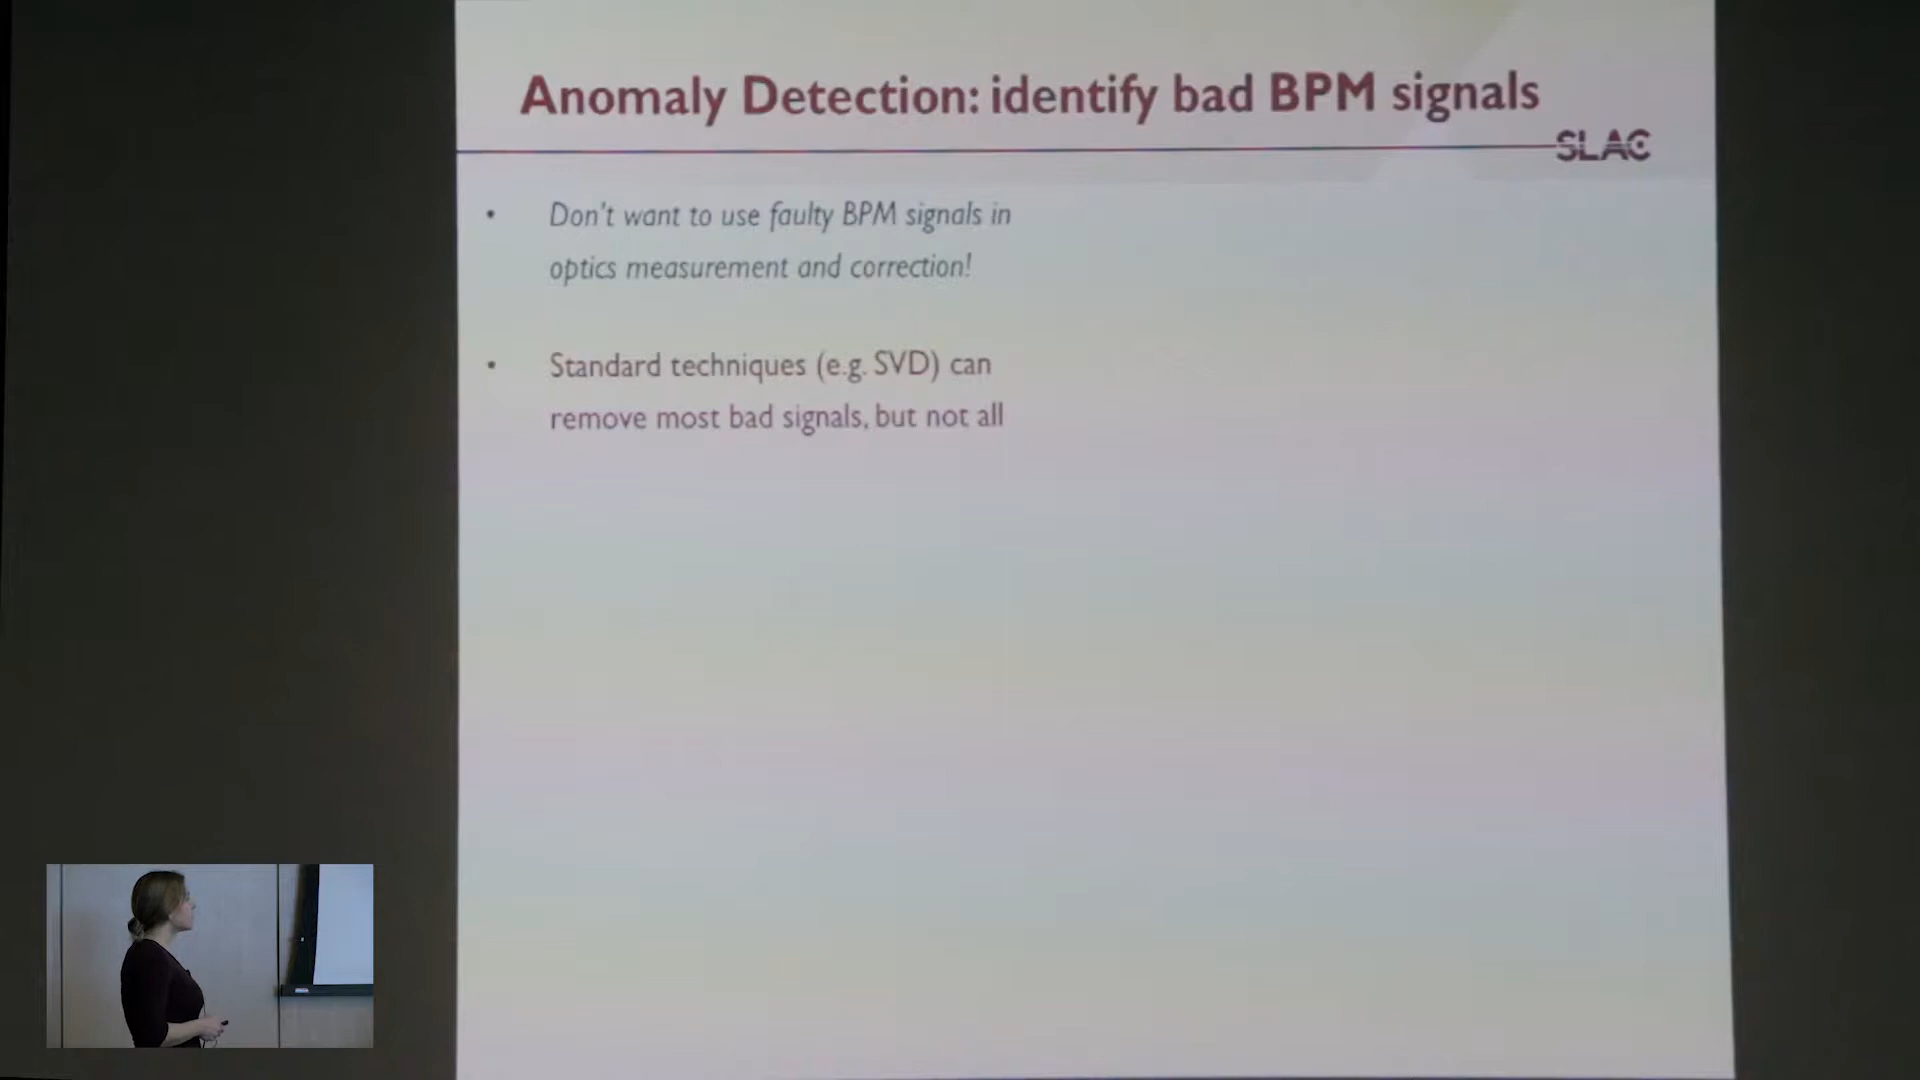 Anomaly Detection: identify bad BPM signals
SLAC
• Don't want to use faulty BPM signals in
optics measurement and correction!
• Standard techniques (e.g. SVD) can
remove most bad signals, but not all